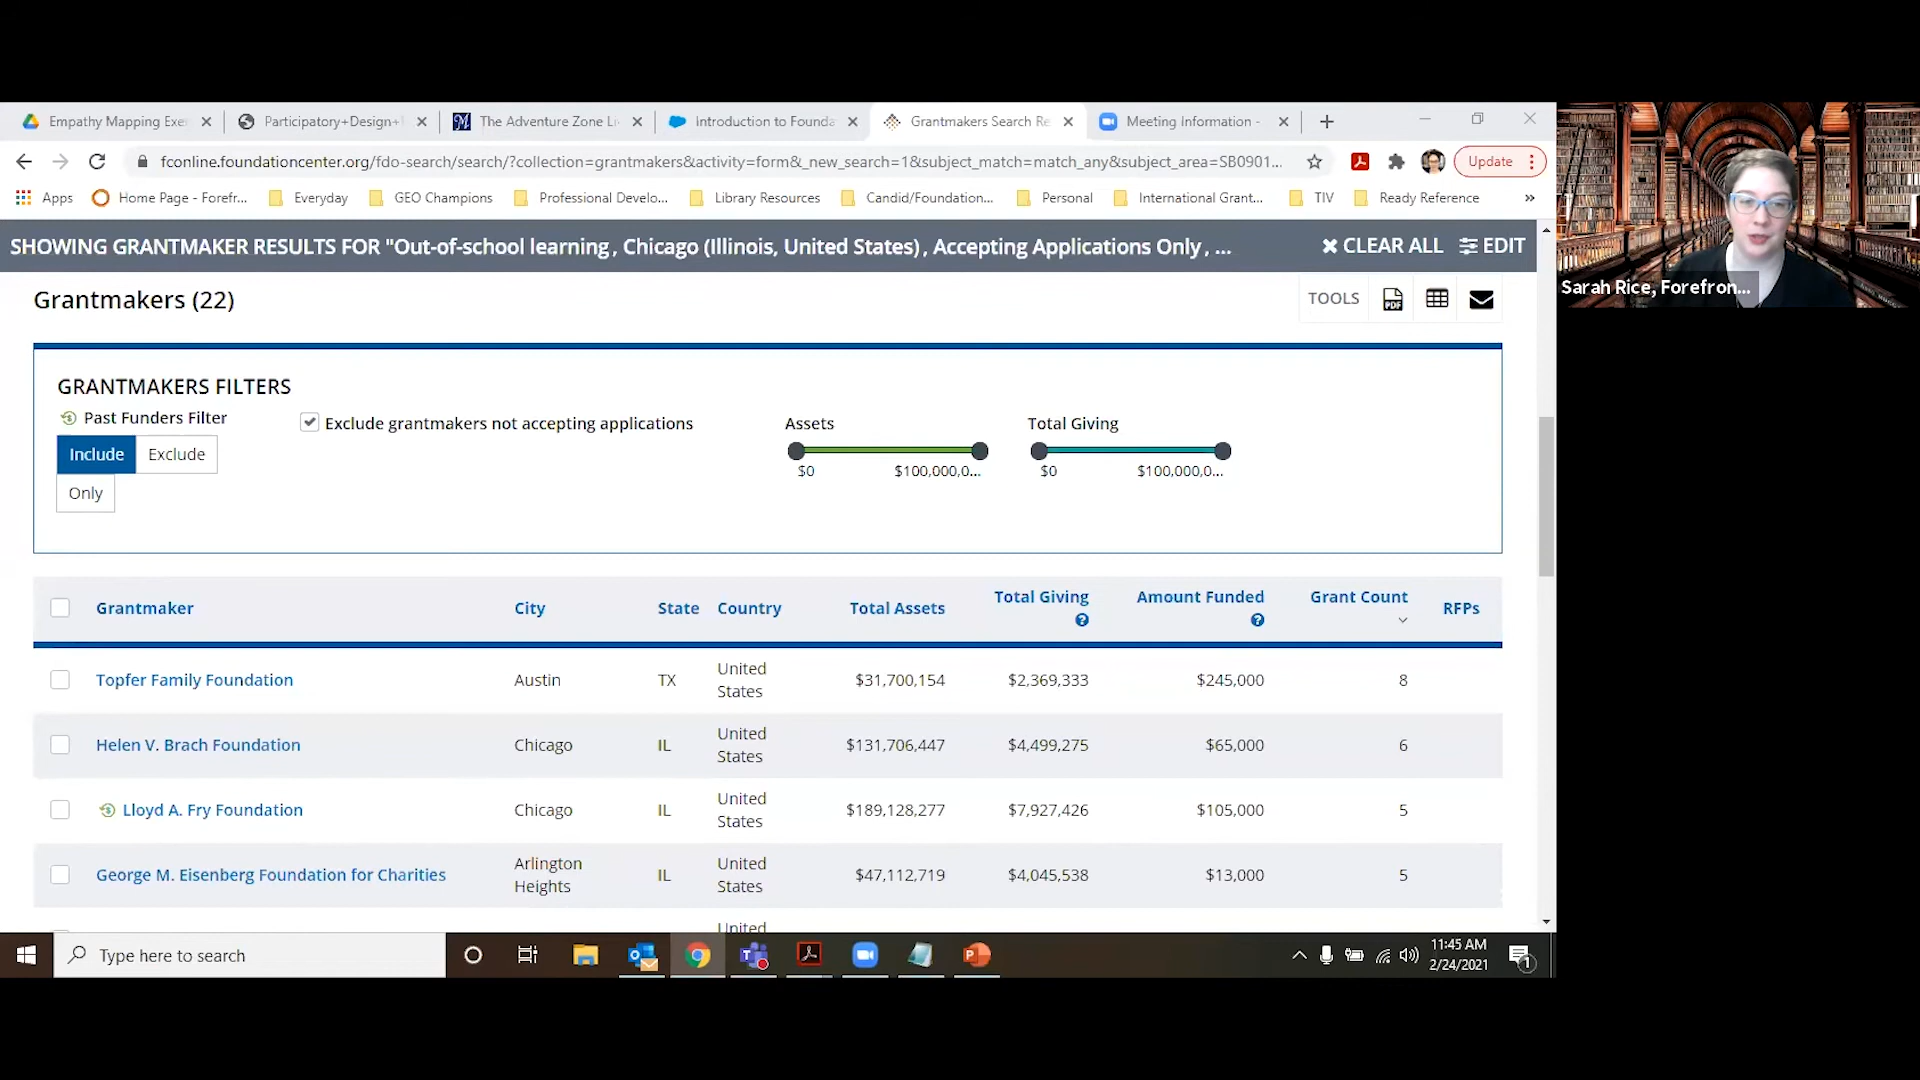 Empathy Mapping Exe
Participatory+Design+
The Adventure Zone Li
Introduction to Founda
Grantmakers Search Re
Meeting Information -
fconline.foundationcenter.org/fdo-search/search/?collection=grantmakers&activity=form&_new_search=1&subject_match=match_any&subject_area=SB0901...
Update
Apps
Home Page - Forefr...
Everyday
GEO Champions
Professional Develo...
Library Resources
Candid/Foundation...
Personal
International Grant...
TIV
Ready Reference
»
SHOWING GRANTMAKER RESULTS FOR "Out-of-school learning , Chicago (Illinois, United States) , Accepting Applications Only , ...
CLEAR ALL
EDIT
Sarah Rice, Forefron...
Grantmakers (22)
TOOLS
PDF
GRANTMAKERS FILTERS
Past Funders Filter
Include
Exclude
Only
Exclude grantmakers not accepting applications
Assets
$0
$100,000,0...
Total Giving
$0
$100,000,0...
Grantmaker City State Country Total Assets Total Giving Amount Funded Grant Count RFPs
Topfer Family Foundation Austin TX United States $31,700,154 $2,369,333 $245,000 8
Helen V. Brach Foundation Chicago IL United States $131,706,447 $4,499,275 $65,000 6
Lloyd A. Fry Foundation Chicago IL United States $189,128,277 $7,927,426 $105,000 5
George M. Eisenberg Foundation for Charities Arlington Heights IL United States $47,112,719 $4,045,538 $13,000 5
United
Type here to search
11:45 AM
2/24/2021
1